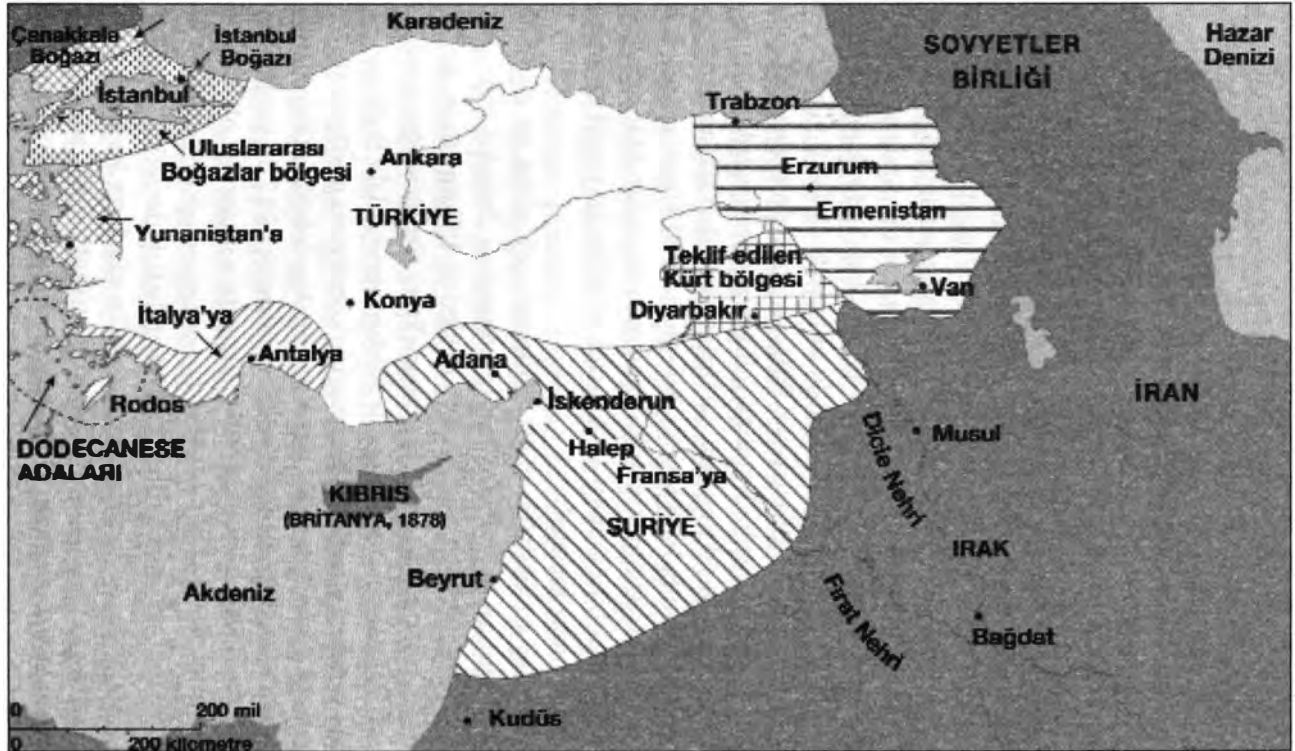 Çanakkala
Boğazı
İstanbul
Boğazı
Karadeniz
SOVYETLER
BİRLİĞİ
Hazar
Denizi
İstanbul
Trabzon
Uluslararası
Boğazlar bölgesi
Ankara
Erzurum
TÜRKİYE
Ermenistan
Yunanistan'a
Teklif edilen
Kürt bölgesi
Van
Konya
Diyarbakır
İtalya'ya
Antalya
Adana
İskenderun
Rodos
İRAN
DODECANESE
ADALARI
Halep
Musul
Dicle Nehri
Fransa'ya
KIBRIS
(BRİTANYA, 1878)
SURİYE
IRAK
Beyrut
Akdeniz
Fırat Nehri
Bağdat
0 200 mil
Kudüs
0 200 kilometre